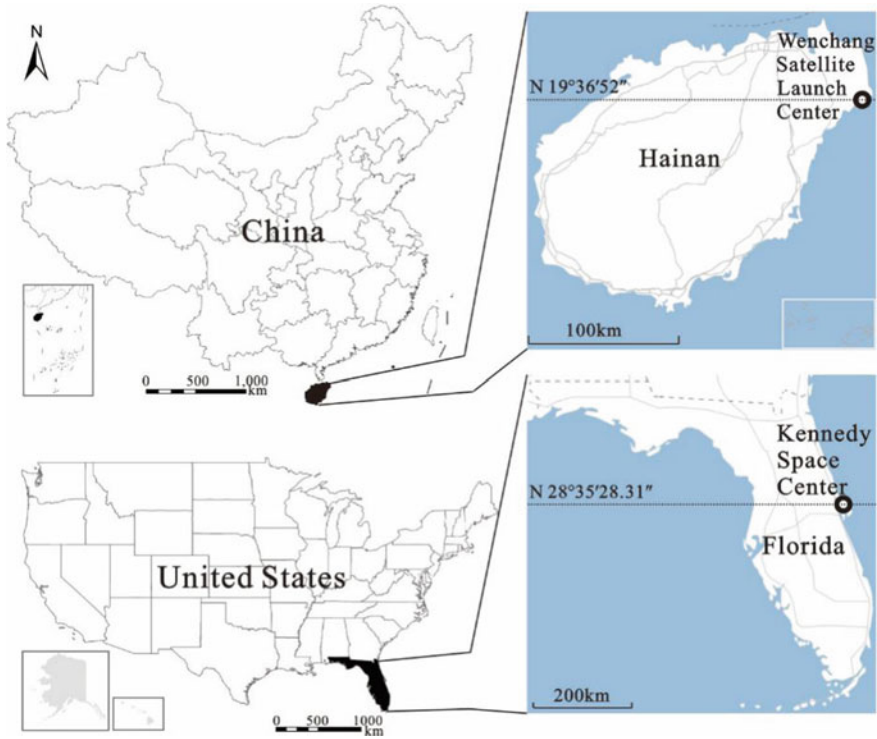 N
China
0 500 1,000
km
Wenchang
Satellite
Launch
Center
N 19°36′52″
Hainan
100km
United States
0 500 1000
km
Kennedy
Space
Center
N 28°35′28.31″
Florida
200km